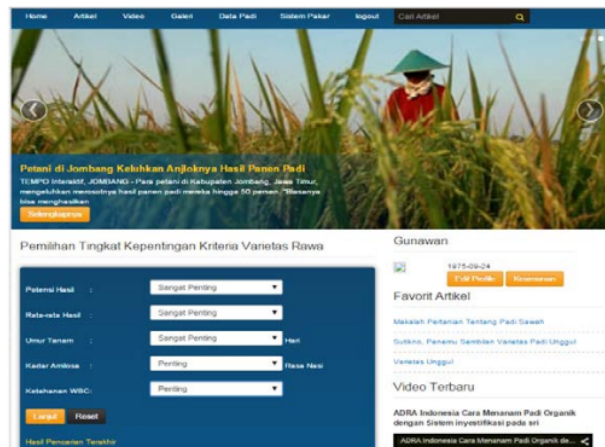 Home Artikel Video Galeri Data Padi Sistem Pakar logout Cari Artikel
Petani di Jombang Keluhkan Anjloknya Hasil Panen Padi
TEMPO Interaktif, JOMBANG - Para petani di Kabupaten Jombang, Jawa Timur,
mengeluhkan merosotnya hasil panen padi mereka hingga 50 persen. "Biasanya
bisa menghasilkan
Selengkapnya
Pemilihan Tingkat Kepentingan Kriteria Varietas Rawa
Potensi Hasil : Sangat Penting
Rata-rata Hasil : Sangat Penting
Umur Tanam : Sangat Penting Hari
Kadar Amilosa : Penting Rasa Nasi
Ketahanan WBC: Penting
Lanjut Reset
Hasil Pencarian Terakhir
Gunawan
1975-09-24
Edit Profile Keamanan
Favorit Artikel
Makalah Pertanian Tentang Padi Sawah
Sutikno, Penemu Sembilan Varietas Padi Unggul
Varietas Unggul
Video Terbaru
ADRA Indonesia Cara Menanam Padi Organik
dengan Sistem inyestifikasi pada sri
ADRA Indonesia Cara Menanam Padi Organik de...